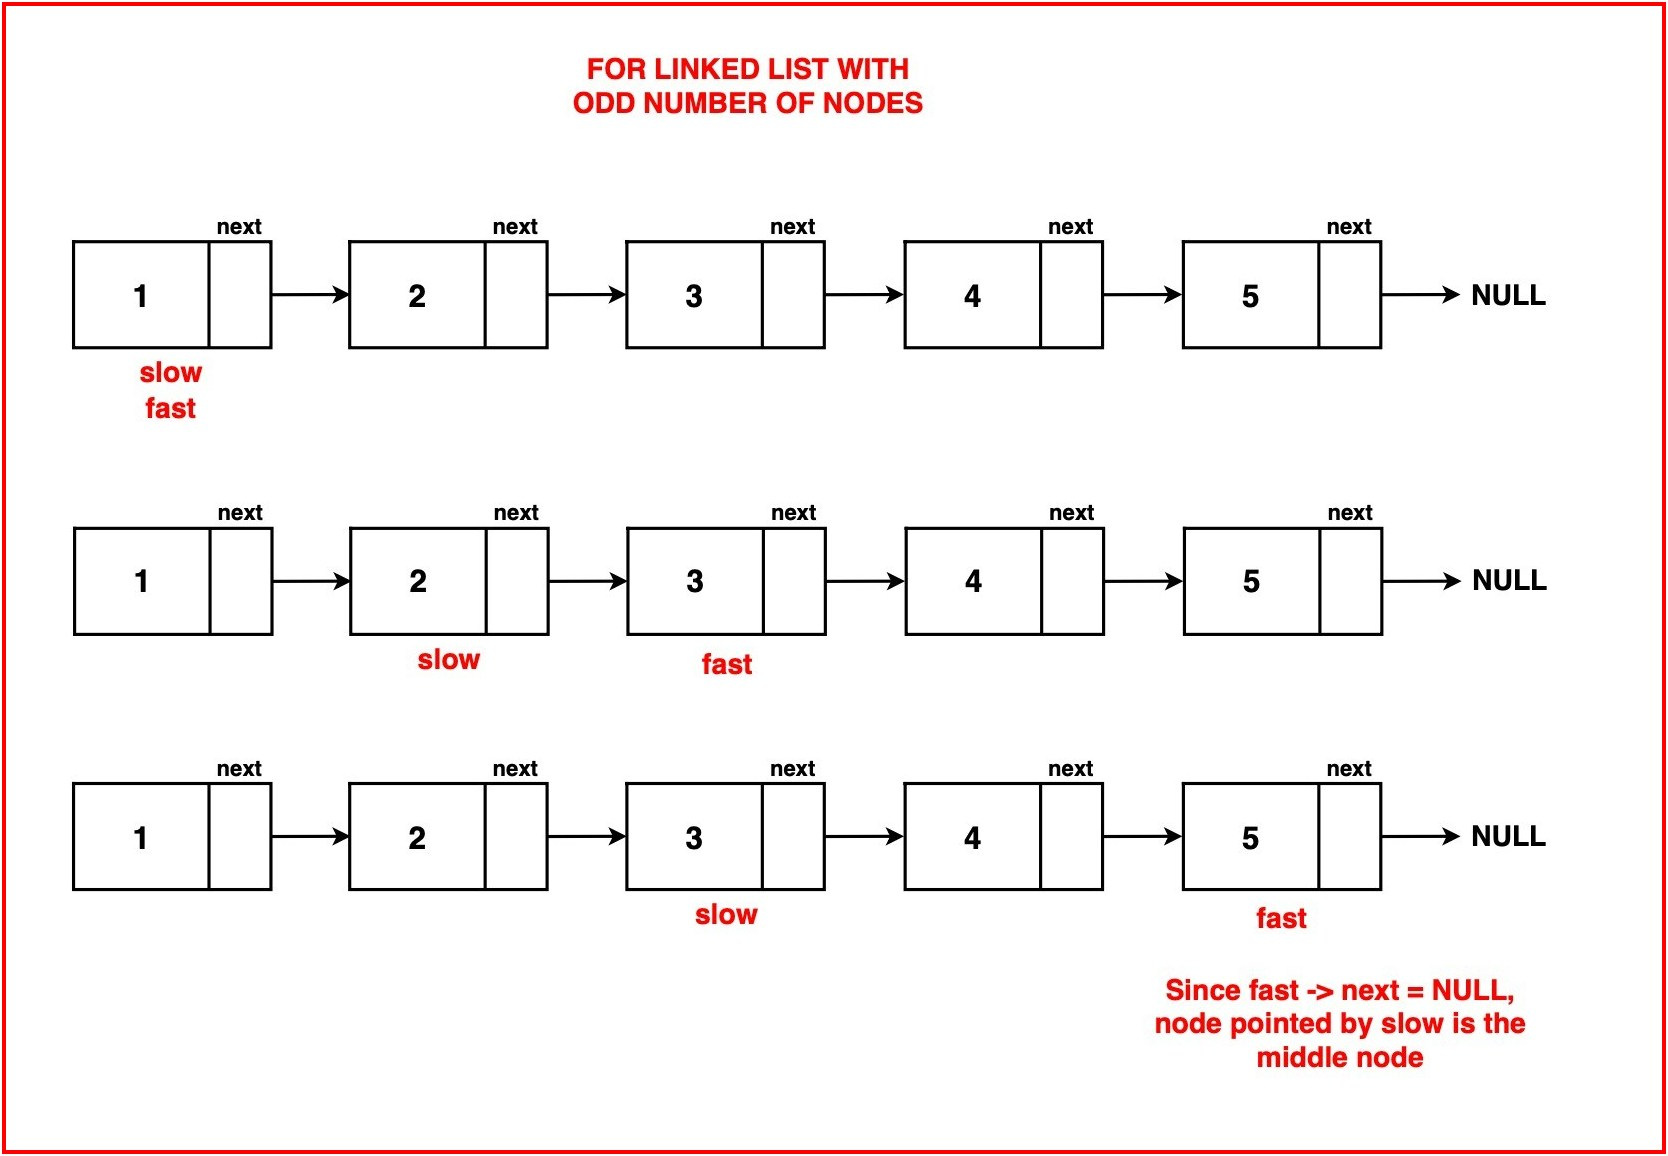 FOR LINKED LIST WITH
ODD NUMBER OF NODES
next next next next next
1 2 3 4 5 NULL
slow
fast
next next next next next
1 2 3 4 5 NULL
slow fast
next next next next next
1 2 3 4 5 NULL
slow fast
Since fast -> next = NULL,
node pointed by slow is the
middle node